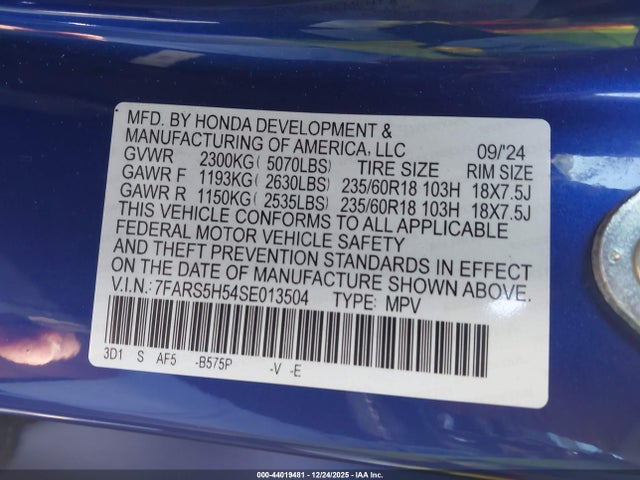 MFD. BY HONDA DEVELOPMENT &
MANUFACTURING OF AMERICA, LLC 09/'24
GVWR 2300KG( 5070LBS) TIRE SIZE RIM SIZE
GAWR F 1193KG( 2630LBS) 235/60R18 103H 18X7.5J
GAWR R 1150KG( 2535LBS) 235/60R18 103H 18X7.5J
THIS VEHICLE CONFORMS TO ALL APPLICABLE
FEDERAL MOTOR VEHICLE SAFETY
AND THEFT PREVENTION STANDARDS IN EFFECT
ON THE DATE OF MANUFACTURE SHOWN ABOVE.
V.I.N.: 7FARS5H54SE013504 TYPE: MPV
3D1 S AF5 -B575P -V -E
000-44019481 - 12/24/2025 - IAA Inc.